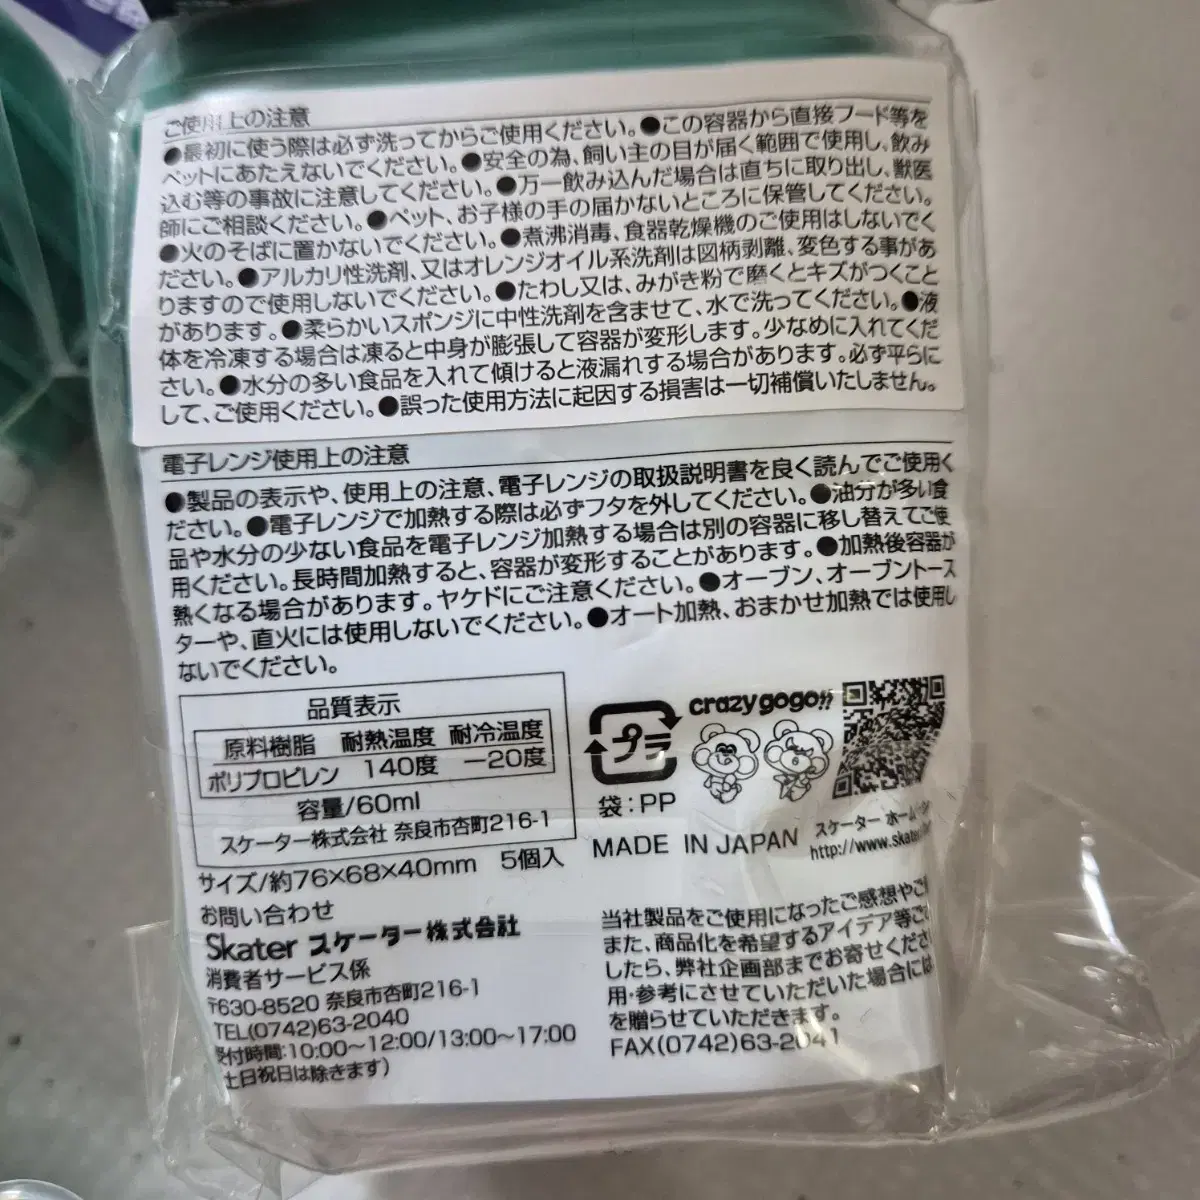 ご使用上の注意
●最初に使う際は必ず洗ってからご使用ください。●この容器から直接フード等を
ペットにあたえないでください。●安全の為、飼い主の目が届く範囲で使用し、飲み
込む等の事故に注意してください。●万一飲み込んだ場合は直ちに取り出し、獣医
師にご相談ください。●ペット、お子様の手の届かないところに保管してください。
●火のそばに置かないでください。●煮沸消毒、食器乾燥機のご使用はしないでく
ださい。●アルカリ性洗剤、又はオレンジオイル系洗剤は図柄剥離、変色する事があ
りますので使用しないでください。●たわし又は、みがき粉で磨くとキズがつくこと
があります。●柔らかいスポンジに中性洗剤を含ませて、水で洗ってください。●液
体を冷凍する場合は凍ると中身が膨張して容器が変形します。少なめに入れてくだ
さい。●水分の多い食品を入れて傾けると液漏れする場合があります。必ず平らに
して、ご使用ください。●誤った使用方法に起因する損害は一切補償いたしません。
電子レンジ使用上の注意
●製品の表示や、使用上の注意、電子レンジの取扱説明書を良く読んでご使用く
ださい。●電子レンジで加熱する際は必ずフタを外してください。●油分が多い食
品や水分の少ない食品を電子レンジ加熱する場合は別の容器に移し替えてご使
用ください。長時間加熱すると、容器が変形することがあります。●加熱後容器が
熱くなる場合があります。ヤケドにご注意ください。●オーブン、オーブントース
ターや、直火には使用しないでください。●オート加熱、おまかせ加熱では使用し
ないでください。
品質表示
原料樹脂 耐熱温度 耐冷温度
ポリプロピレン 140度 −20度
容量/60ml
スケーター株式会社 奈良市杏町216-1
サイズ/約76×68×40mm 5個入
プラ
袋:PP
crazygogo!!
MADE IN JAPAN
スケーター ホーム
http://www.skater
お問い合わせ
Skater スケーター株式会社
消費者サービス係
〒630-8520 奈良市杏町216-1
TEL(0742)63-2040
受付時間:10:00〜12:00/13:00〜17:00
土日祝日は除きます)
当社製品をご使用になったご感想やご
また、商品化を希望するアイデア等ご
したら、弊社企画部までお寄せくださ
用・参考にさせていただいた場合には
を贈らせていただきます。
FAX(0742)63-2041